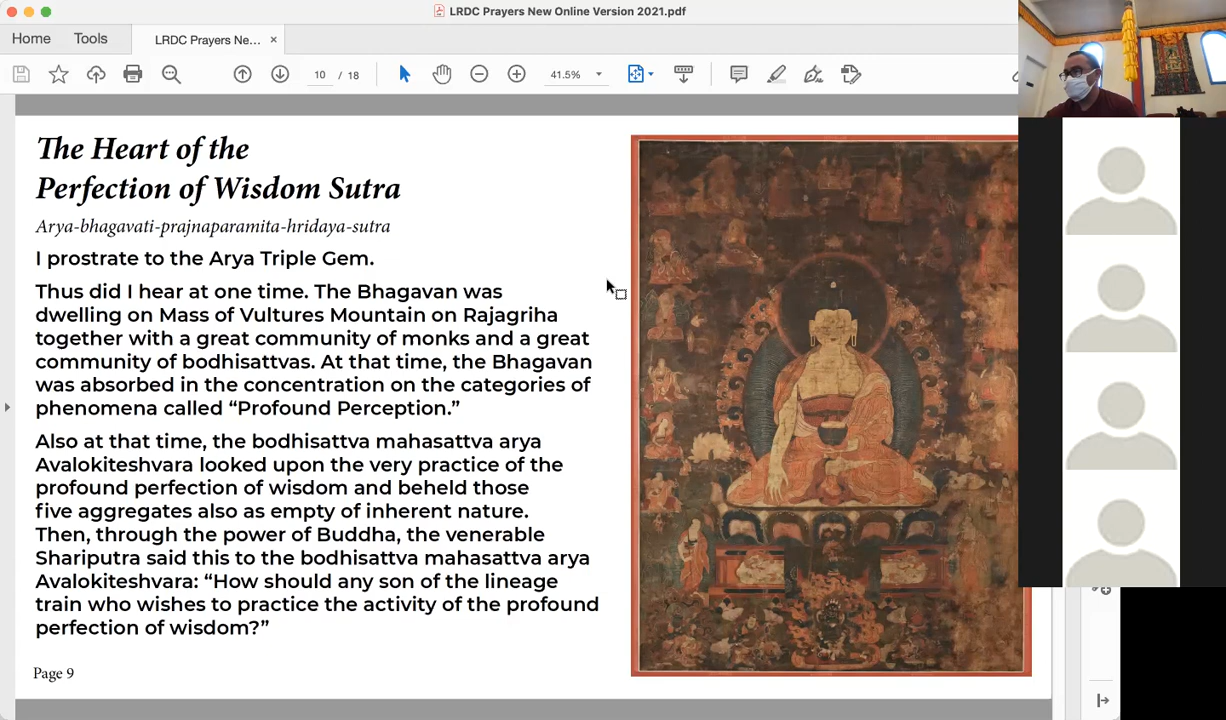 LRDC Prayers New Online Version 2021.pdf
Home
Tools
LRDC Prayers Ne...
10 / 18
41.5%
The Heart of the
Perfection of Wisdom Sutra
Arya-bhagavati-prajnaparamita-hridaya-sutra
I prostrate to the Arya Triple Gem.
Thus did I hear at one time. The Bhagavan was
dwelling on Mass of Vultures Mountain on Rajagriha
together with a great community of monks and a great
community of bodhisattvas. At that time, the Bhagavan
was absorbed in the concentration on the categories of
phenomena called “Profound Perception.”
Also at that time, the bodhisattva mahasattva arya
Avalokiteshvara looked upon the very practice of the
profound perfection of wisdom and beheld those
five aggregates also as empty of inherent nature.
Then, through the power of Buddha, the venerable
Shariputra said this to the bodhisattva mahasattva arya
Avalokiteshvara: “How should any son of the lineage
train who wishes to practice the activity of the profound
perfection of wisdom?”
Page 9